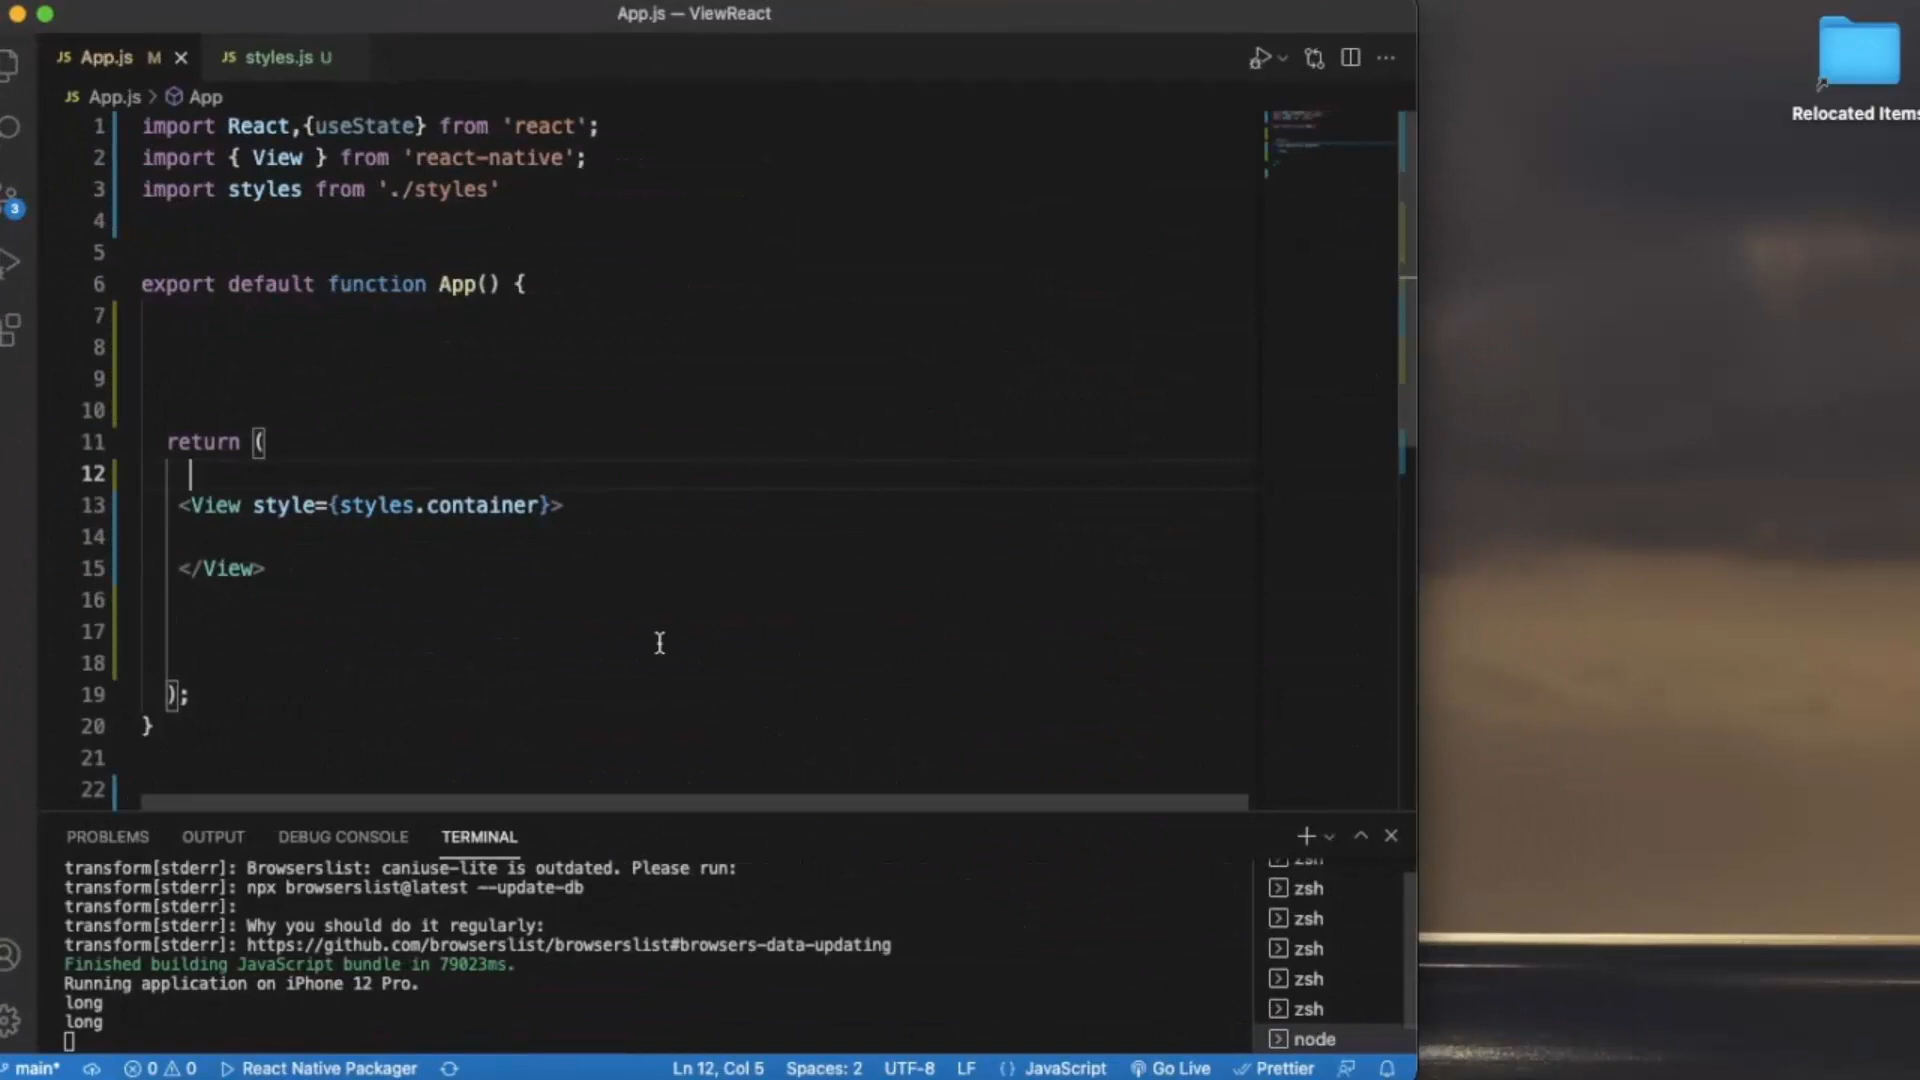 App.js — ViewReact
JS App.js M
JS styles.js U
JS App.js > App
1 import React,{useState} from 'react';
2 import { View } from 'react-native';
3 import styles from './styles'
4
5
6 export default function App() {
7
8
9
10
11 return (
12
13 <View style={styles.container}>
14
15 </View>
16
17
18
19 );
20 }
21
22
3
Relocated Items
PROBLEMS OUTPUT DEBUG CONSOLE TERMINAL
transform[stderr]: Browserslist: caniuse-lite is outdated. Please run:
transform[stderr]: npx browserslist@latest --update-db
transform[stderr]:
transform[stderr]: Why you should do it regularly:
transform[stderr]: https://github.com/browserslist/browserslist#browsers-data-updating
Finished building JavaScript bundle in 79023ms.
Running application on iPhone 12 Pro.
long
long
zsh
zsh
zsh
zsh
zsh
zsh
node
main* 0 0 React Native Packager Ln 12, Col 5 Spaces: 2 UTF-8 LF {} JavaScript Go Live Prettier